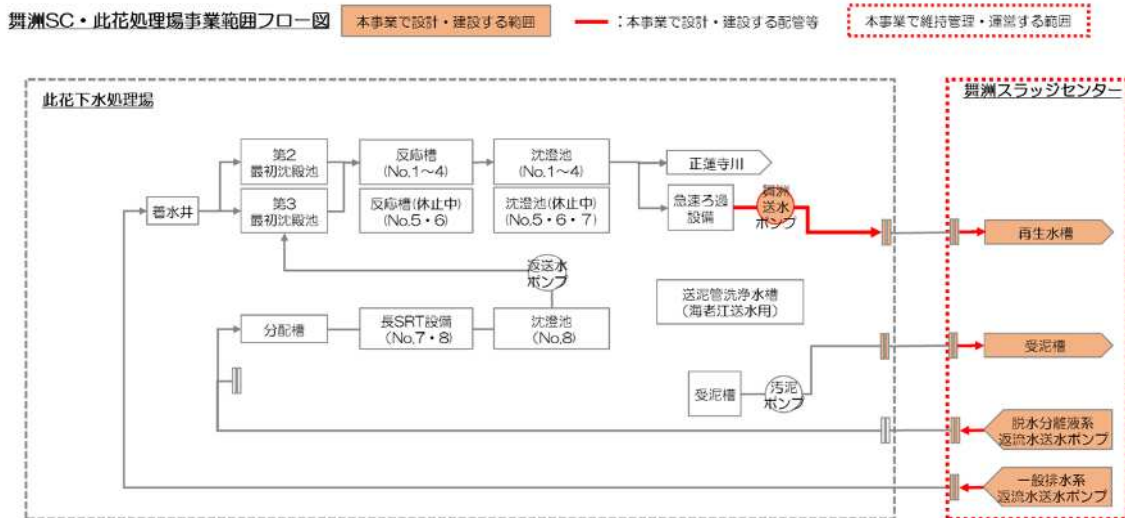 舞洲SC・此花処理場事業範囲フロー図
本事業で設計・建設する範囲
：本事業で設計・建設する配管等
本事業で維持管理・運営する範囲
此花下水処理場
舞洲スラッジセンター
着水井
第2
最初沈殿池
第3
最初沈殿池
反応槽
(No.1～4)
反応槽(休止中)
(No.5・6)
沈澄池
(No.1～4)
沈澄池(休止中)
(No.5・6・7)
正蓮寺川
急速ろ過
設備
舞洲
送水
ポンプ
再生水槽
返送水
ポンプ
送泥管洗浄水槽
(海老江送水用)
分配槽
長SRT設備
(No.7・8)
沈澄池
(No.8)
受泥槽
受泥槽
汚泥
ポンプ
脱水分離液系
返流水送水ポンプ
一般排水系
返流水送水ポンプ